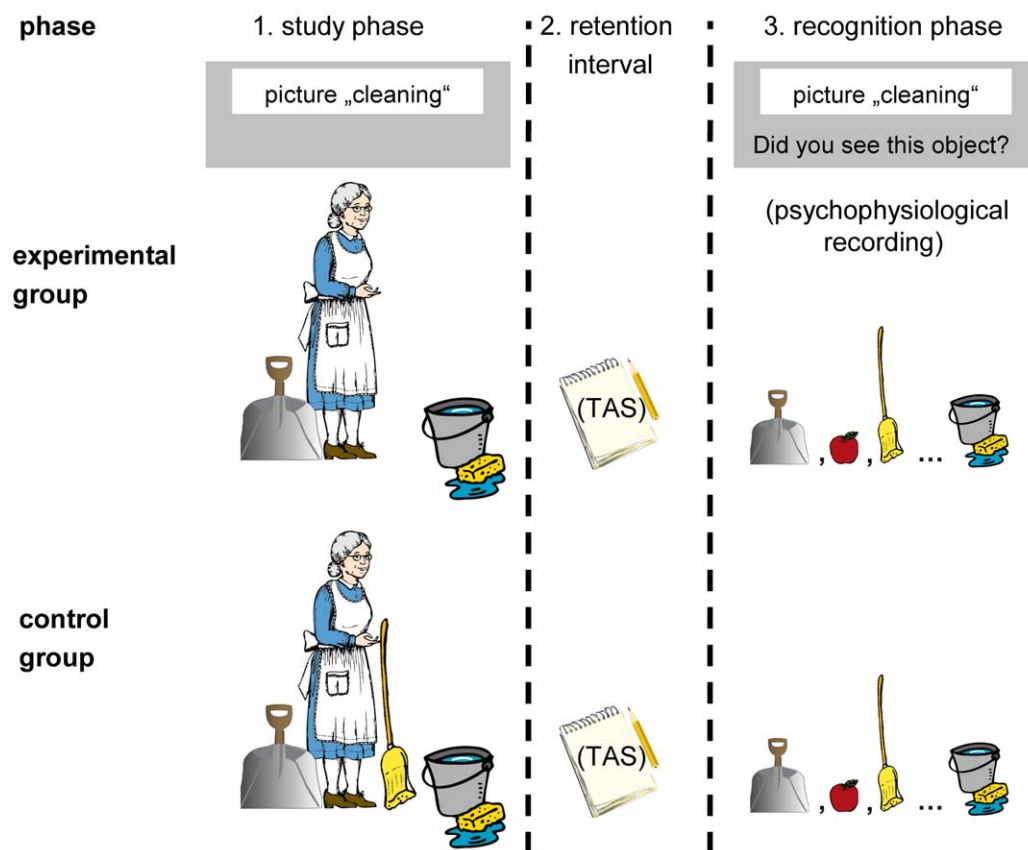 phase
1. study phase
2. retention
interval
3. recognition phase
picture „cleaning“
picture „cleaning“
Did you see this object?
(psychophysiological
recording)
experimental
group
(TAS)
, , ...
control
group
(TAS)
, , ...